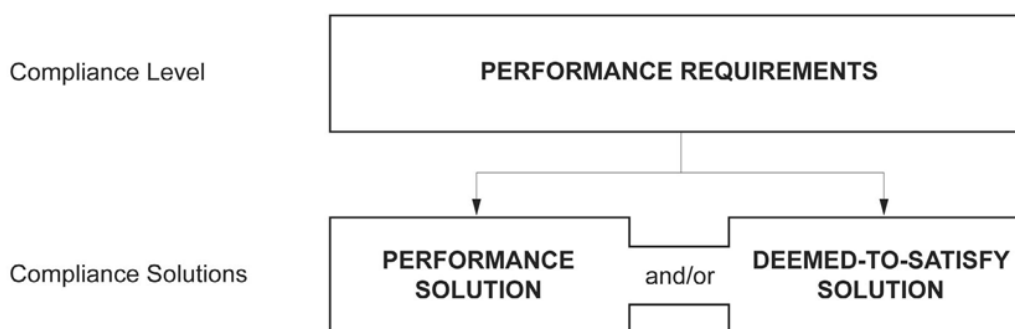 Compliance Level
PERFORMANCE REQUIREMENTS
Compliance Solutions
PERFORMANCE
SOLUTION
and/or
DEEMED-TO-SATISFY
SOLUTION